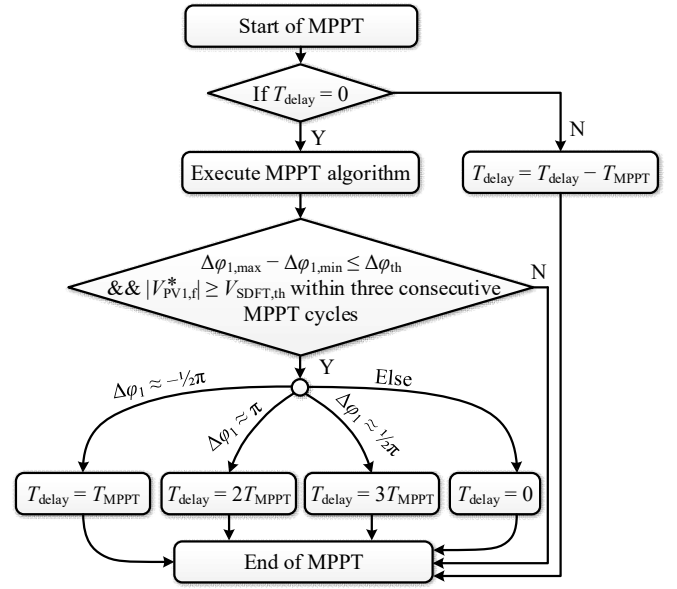 Start of MPPT
If T_delay = 0
Y
N
Execute MPPT algorithm
T_delay = T_delay − T_MPPT
Δφ_1,max − Δφ_1,min ≤ Δφ_th
&& |V*_PV1,f| ≥ V_SDFT,th within three consecutive
MPPT cycles
N
Y
Δφ_1 ≈ −½π
Δφ_1 ≈ π
Δφ_1 ≈ ½π
Else
T_delay = T_MPPT
T_delay = 2T_MPPT
T_delay = 3T_MPPT
T_delay = 0
End of MPPT